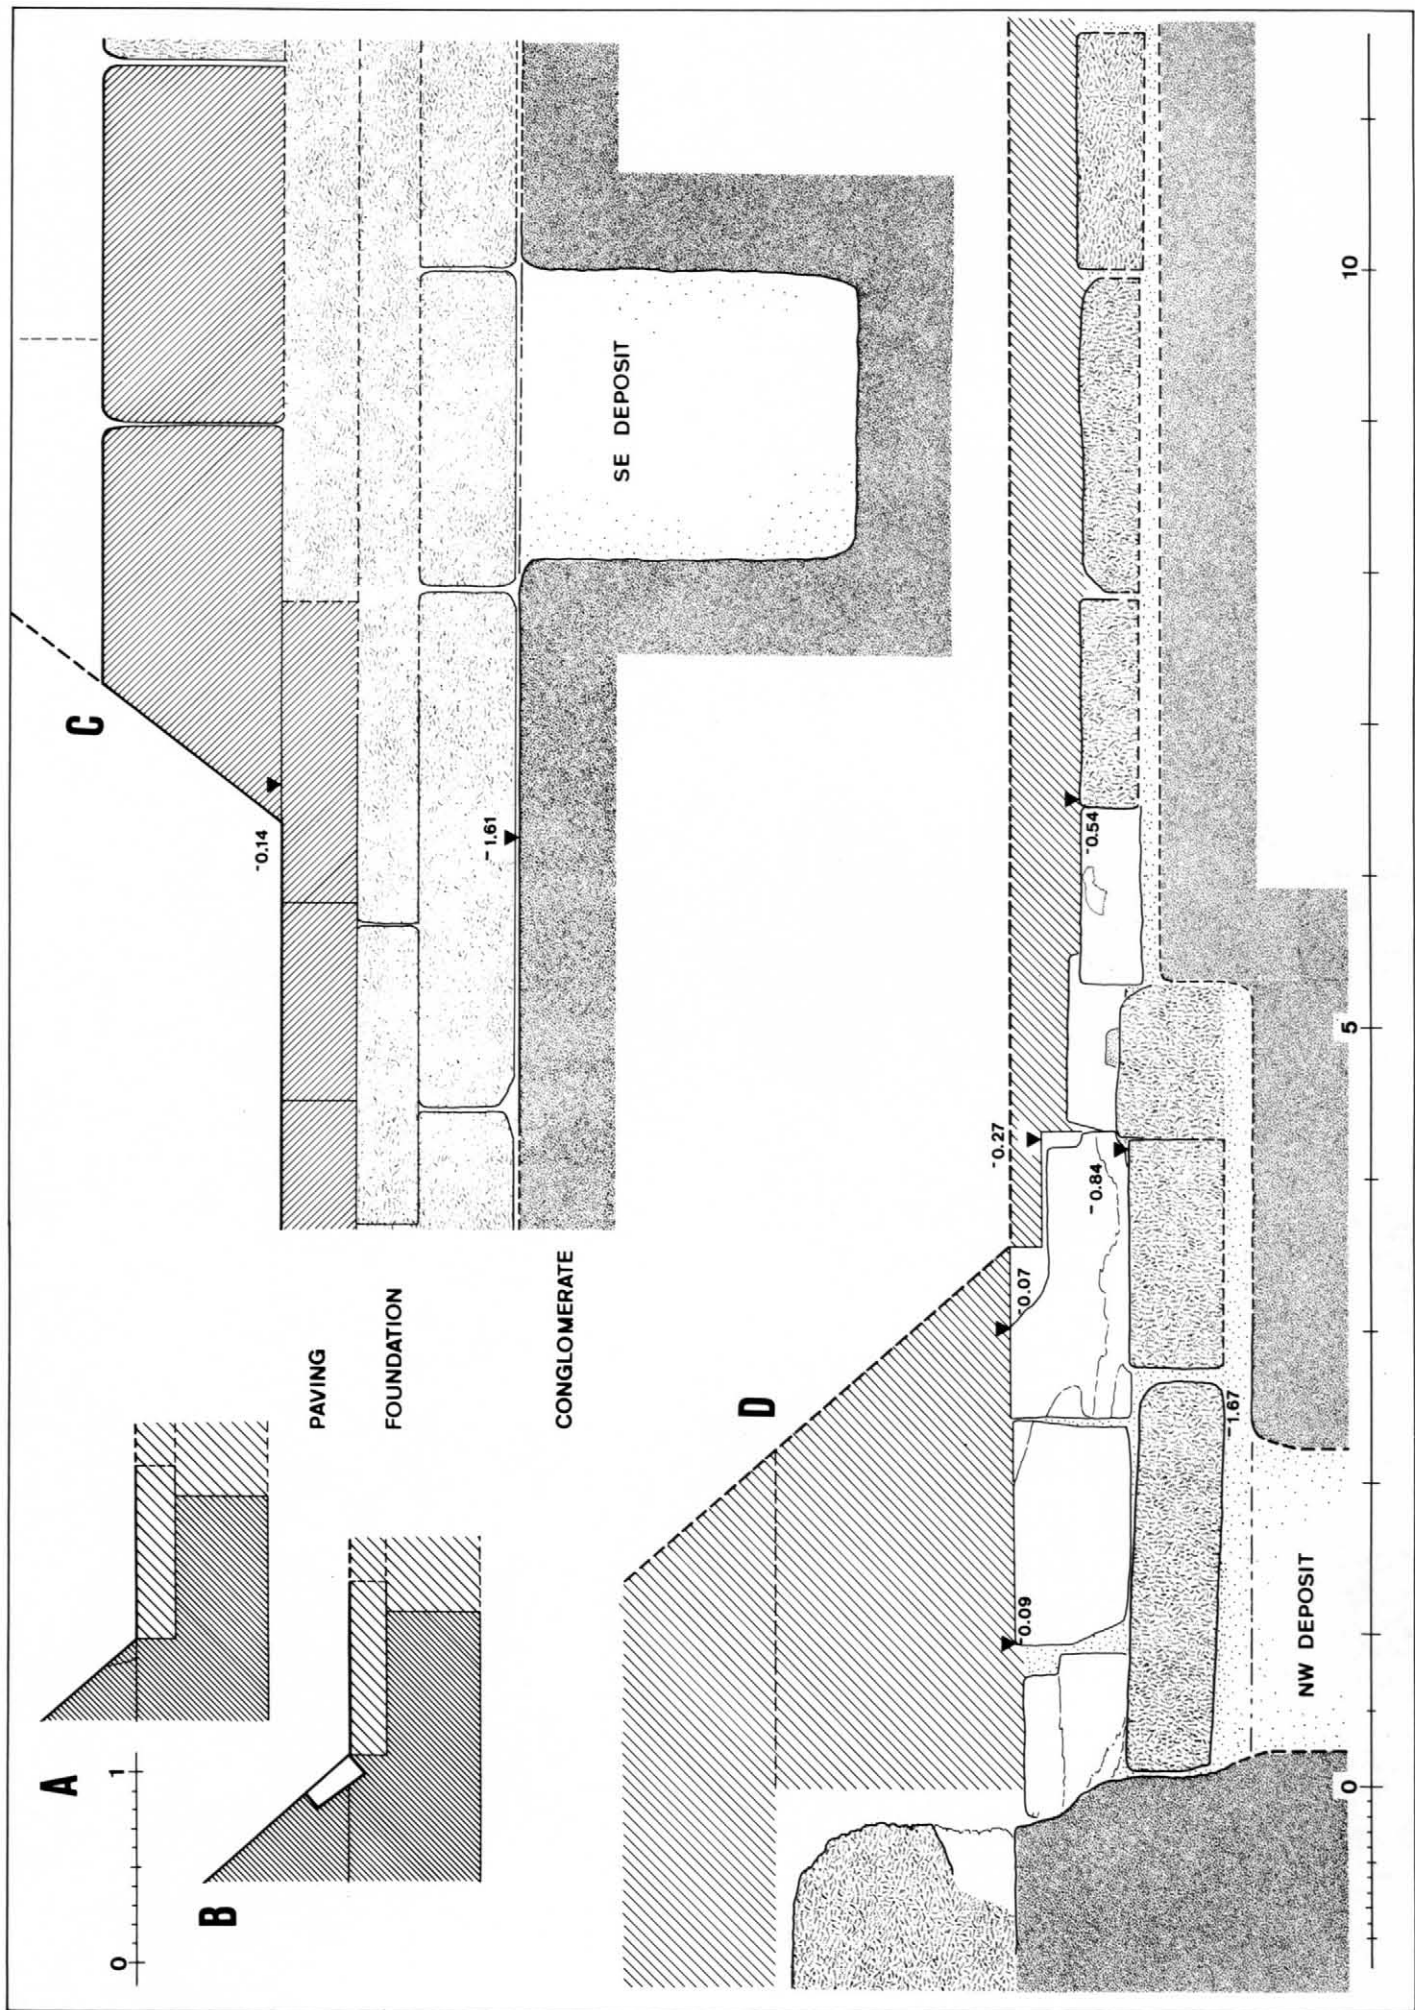 A
0 1
B
PAVING
FOUNDATION
CONGLOMERATE
C
-0.14
-1.61
SE DEPOSIT
D
-0.09
-0.07
-0.27
-0.84
-0.54
-1.67
NW DEPOSIT
0 5 10